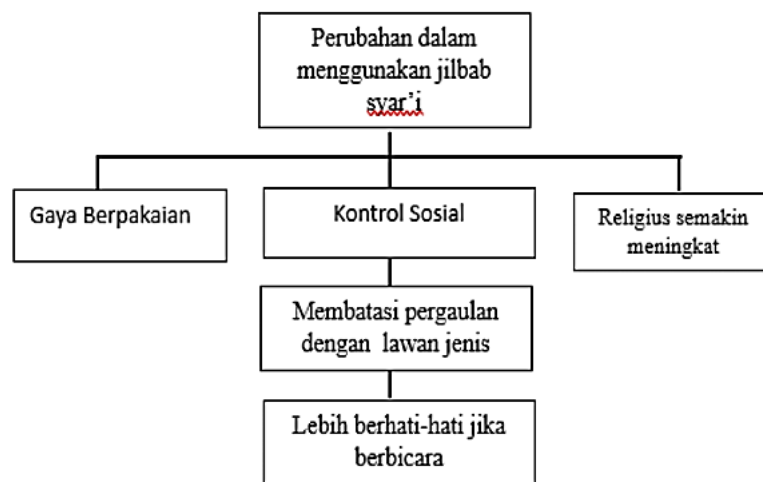 Perubahan dalam
menggunakan jilbab
syar’i
Gaya Berpakaian
Kontrol Sosial
Religius semakin
meningkat
Membatasi pergaulan
dengan lawan jenis
Lebih berhati-hati jika
berbicara